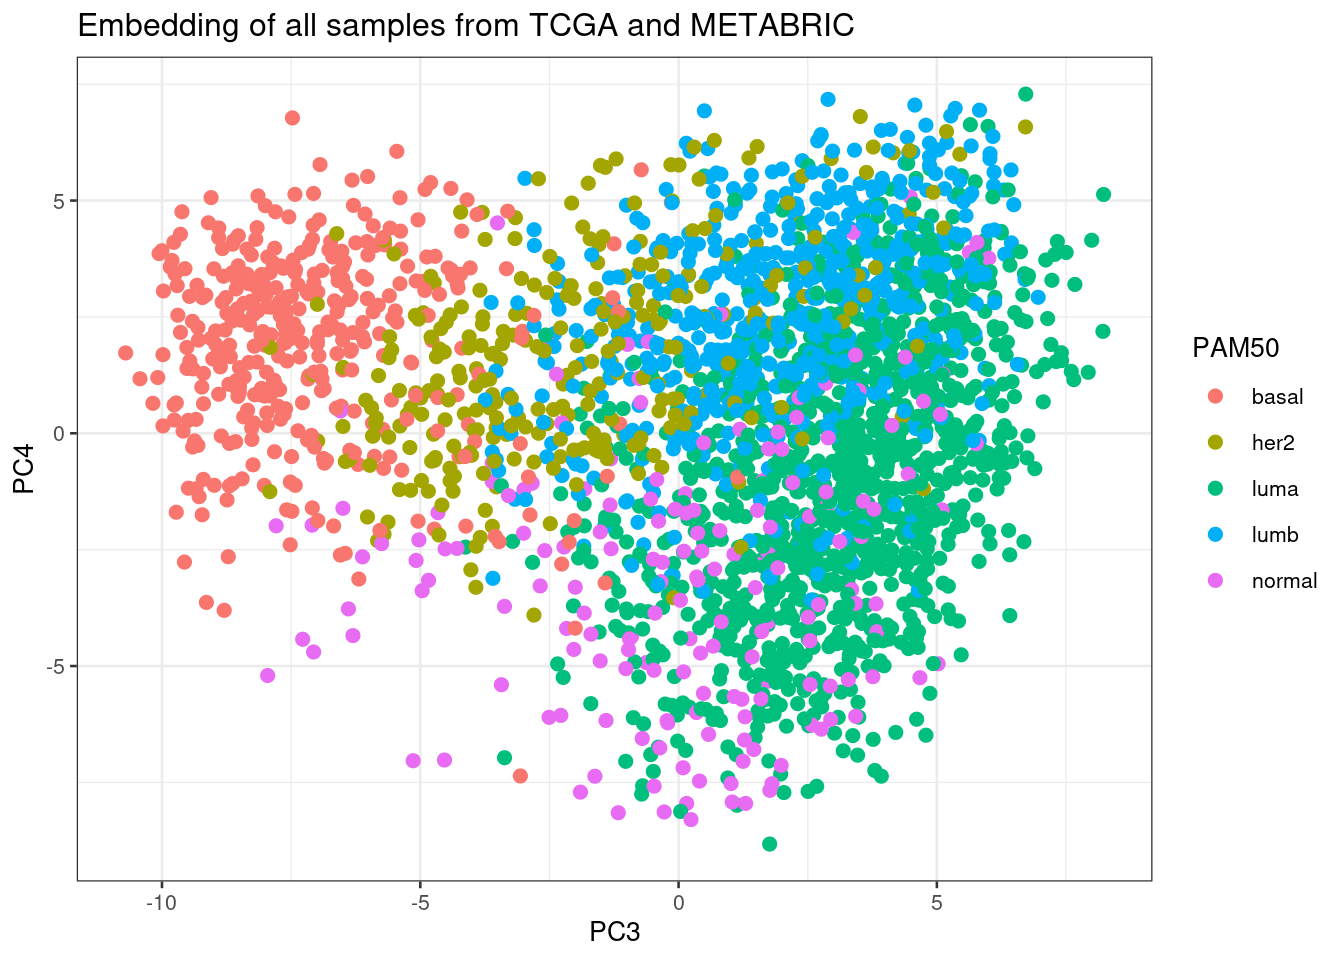 Embedding of all samples from TCGA and METABRIC
5
0
-5
-10
-5
0
5
PC3
PC4
PAM50
basal
her2
luma
lumb
normal